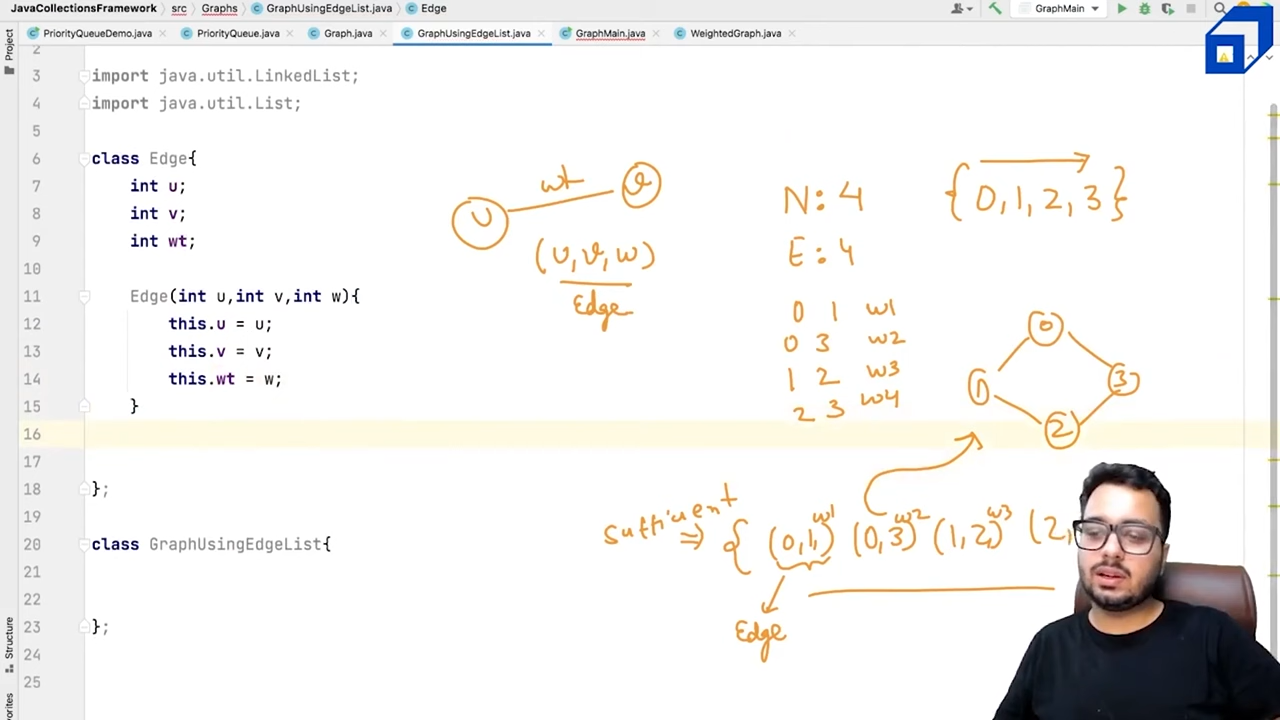 JavaCollectionsFramework src Graphs GraphUsingEdgeList.java Edge GraphMain
PriorityQueueDemo.java PriorityQueue.java Graph.java GraphUsingEdgeList.java GraphMain.java WeightedGraph.java
Project
2
3 import java.util.LinkedList;
4 import java.util.List;
5
6 class Edge{
7 int u;
8 int v;
9 int wt;
10
11 Edge(int u,int v,int w){
12 this.u = u;
13 this.v = v;
14 this.wt = w;
15 }
16
17
18 };
19
20 class GraphUsingEdgeList{
21
22
23 };
24
25
Structure
U wt v
(u,v,w)
Edge
N: 4 {0,1,2,3}
E: 4
0 1 w1
0 3 w2
1 2 w3
2 3 w4
0
1 3
2
Sufficient => { (0,1,)w1 (0,3)w2 (1,2)w3 (2,
Edge